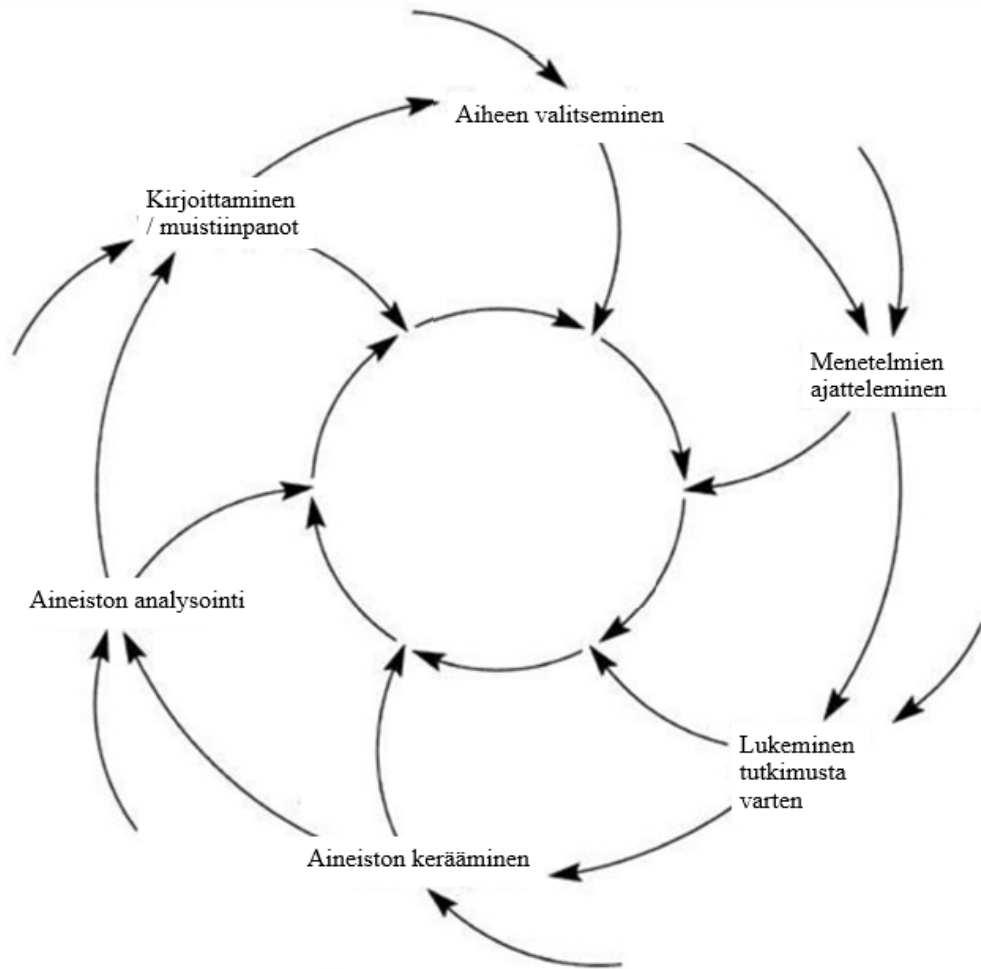 Aiheen valitseminen
Kirjoittaminen
/ muistiinpanot
Menetelmien
ajatteleminen
Aineiston analysointi
Lukeminen
tutkimusta
varten
Aineiston kerääminen